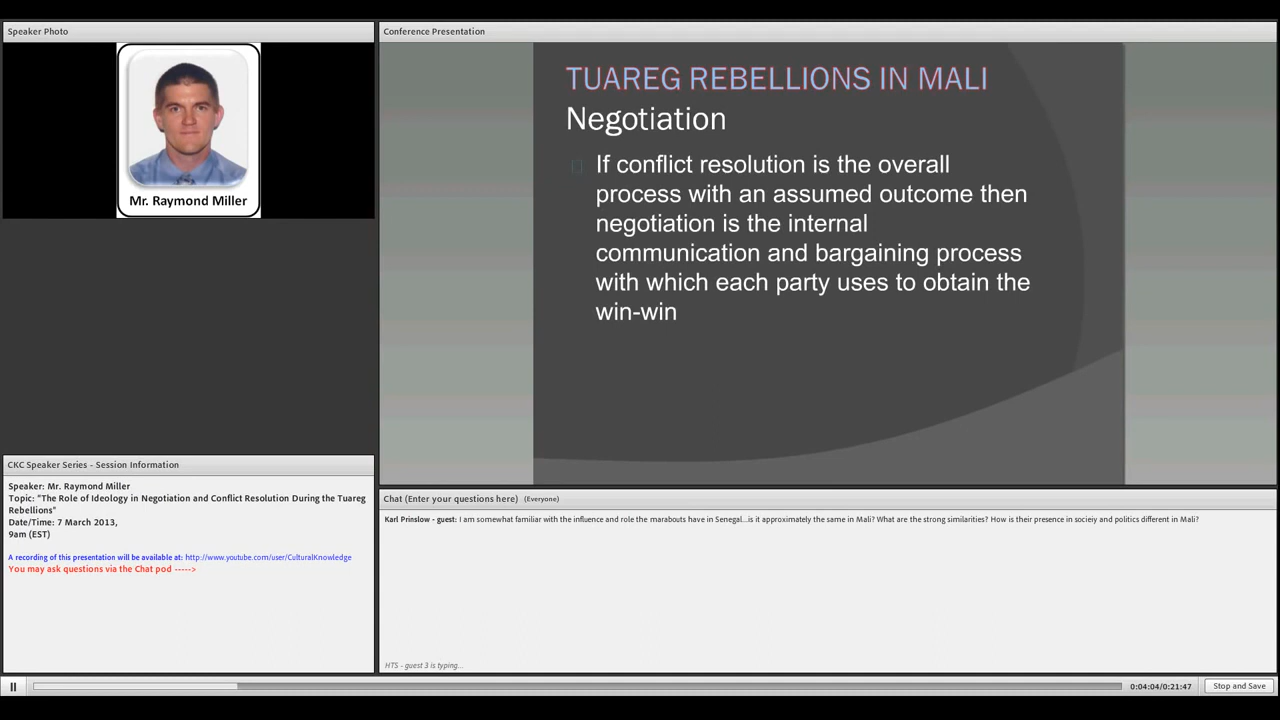 Speaker Photo
Mr. Raymond Miller
Conference Presentation
TUAREG REBELLIONS IN MALI
Negotiation
If conflict resolution is the overall
process with an assumed outcome then
negotiation is the internal
communication and bargaining process
with which each party uses to obtain the
win-win
CKC Speaker Series - Session Information
Speaker: Mr. Raymond Miller
Topic: "The Role of Ideology in Negotiation and Conflict Resolution During the Tuareg
Rebellions"
Date/Time: 7 March 2013,
9am (EST)
A recording of this presentation will be available at: http://www.youtube.com/user/CulturalKnowledge
You may ask questions via the Chat pod ----->
Chat (Enter your questions here) (Everyone)
Karl Prinslow - guest: I am somewhat familiar with the influence and role the marabouts have in Senegal...is it approximately the same in Mali? What are the strong similarities? How is their presence in socieiy and politics different in Mali?
HTS - guest 3 is typing...
0:04:04/0:21:47
Stop and Save